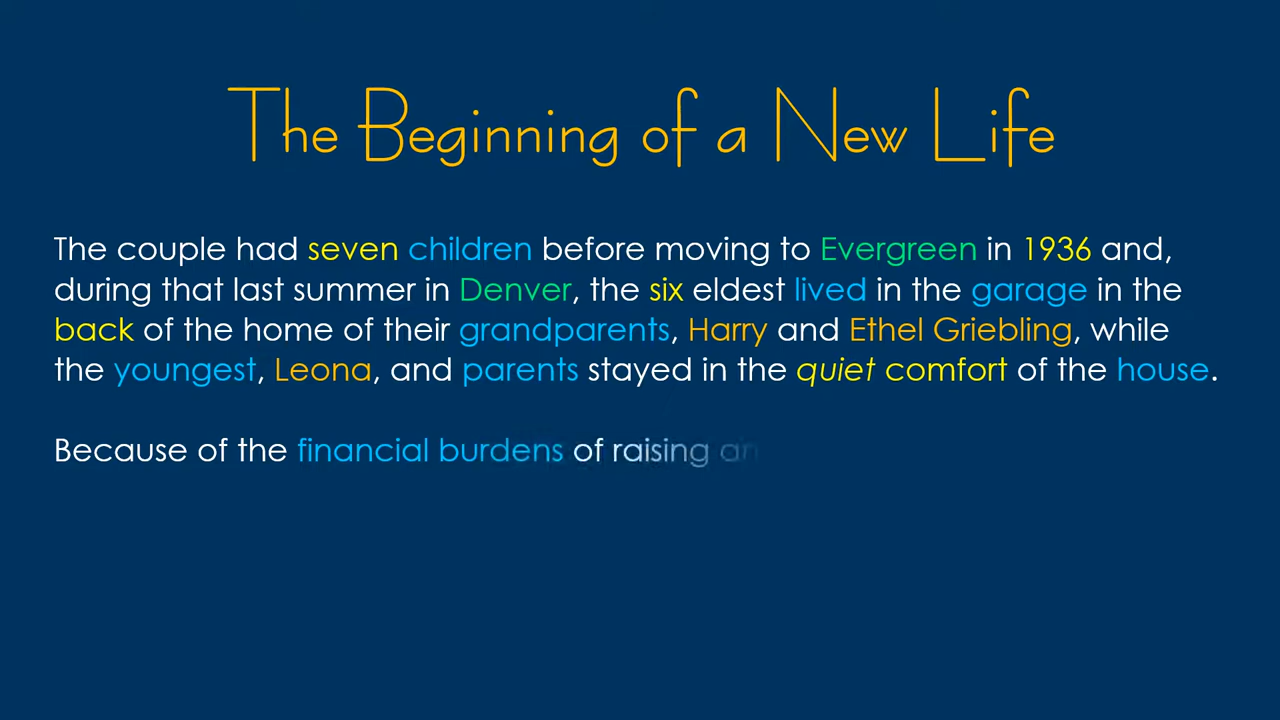 The Beginning of a New Life
The couple had seven children before moving to Evergreen in 1936 and,
during that last summer in Denver, the six eldest lived in the garage in the
back of the home of their grandparents, Harry and Ethel Griebling, while
the youngest, Leona, and parents stayed in the quiet comfort of the house.
Because of the financial burdens of raising